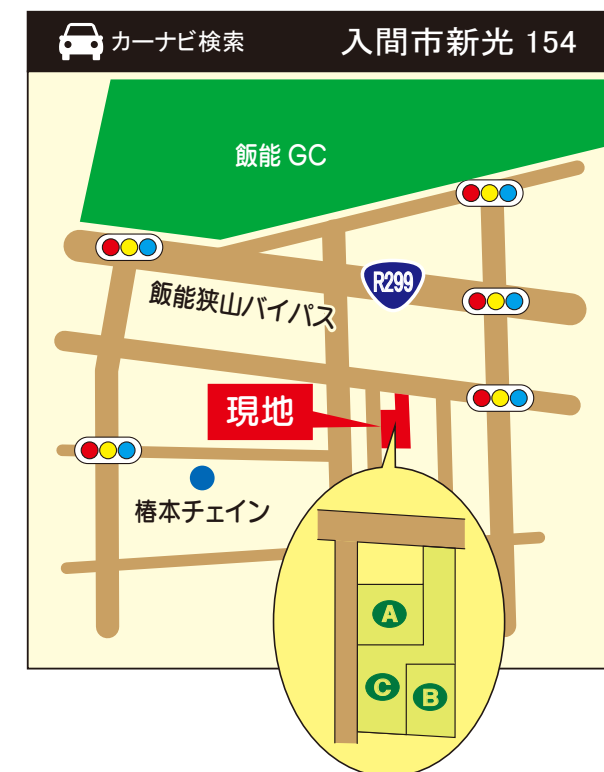 カーナビ検索 入間市新光 154
飯能 GC
R299
飯能狭山バイパス
現地
椿本チェイン
A
C
B